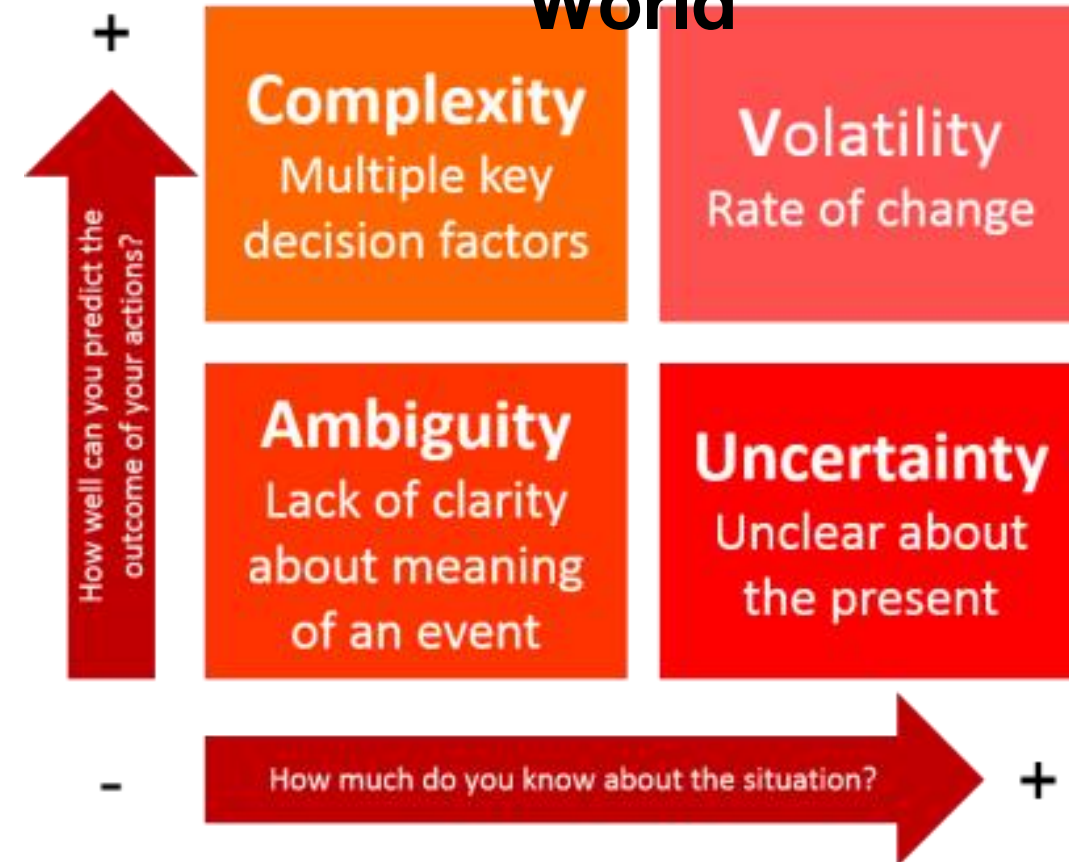 World
+
Complexity
Multiple key
decision factors
Volatility
Rate of change
How well can you predict the
outcome of your actions?
Ambiguity
Lack of clarity
about meaning
of an event
Uncertainty
Unclear about
the present
-
How much do you know about the situation?
+